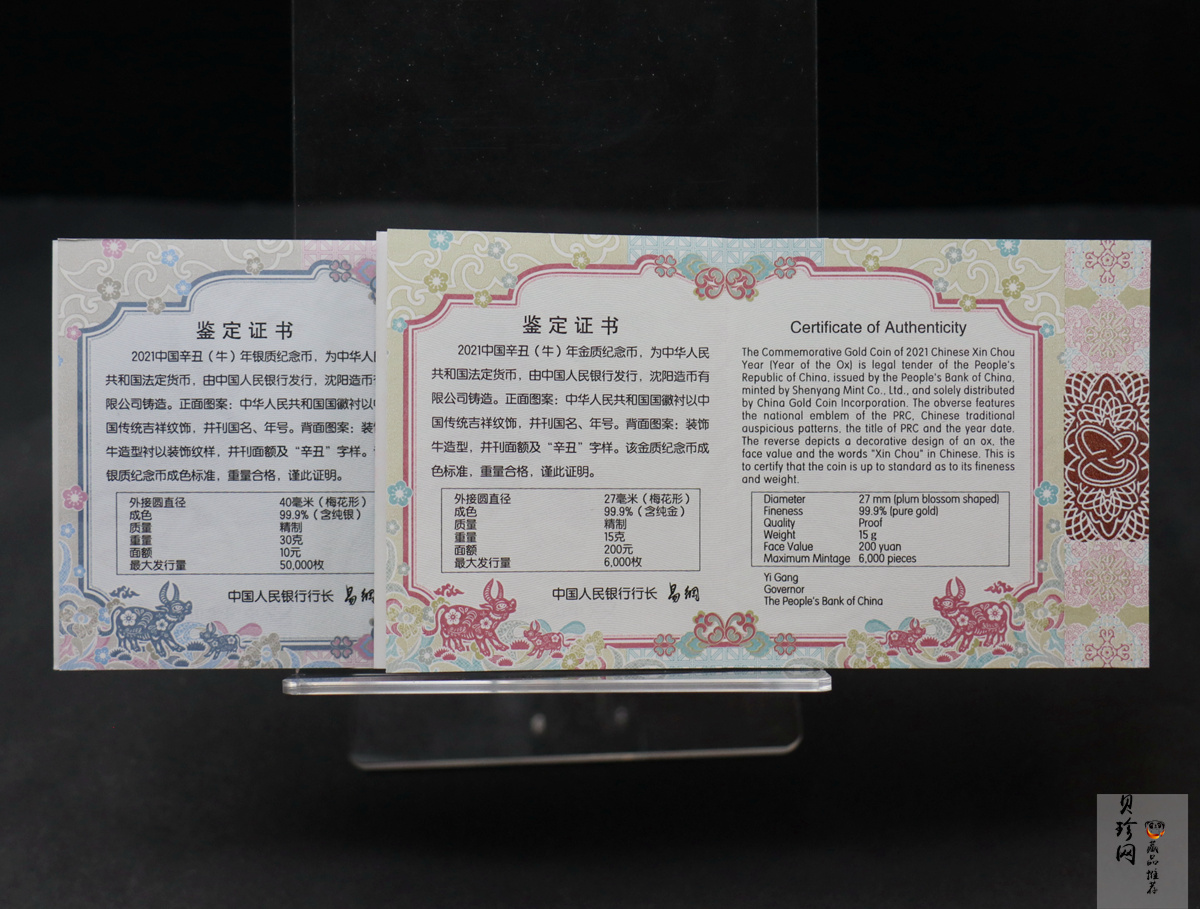 鉴定证书
2021中国辛丑（牛）年银质纪念币，为中华人民
共和国法定货币，由中国人民银行发行，沈阳造币有
限公司铸造。正面图案：中华人民共和国国徽衬以中
国传统吉祥纹饰，并刊国名、年号。背面图案：装饰
牛造型衬以装饰纹样，并刊面额及“辛丑”字样。
银质纪念币成色标准，重量合格，谨此证明。
外接圆直径 40毫米（梅花形）
成色 99.9%（含纯银）
质量 精制
重量 30克
面额 10元
最大发行量 50,000枚
中国人民银行行长 易纲
鉴定证书
2021中国辛丑（牛）年金质纪念币，为中华人民
共和国法定货币，由中国人民银行发行，沈阳造币有
限公司铸造。正面图案：中华人民共和国国徽衬以中
国传统吉祥纹饰，并刊国名、年号。背面图案：装饰
牛造型，并刊面额及“辛丑”字样。该金质纪念币成
色标准，重量合格，谨此证明。
外接圆直径 27毫米（梅花形）
成色 99.9%（含纯金）
质量 精制
重量 15克
面额 200元
最大发行量 6,000枚
中国人民银行行长 易纲
Certificate of Authenticity
The Commemorative Gold Coin of 2021 Chinese Xin Chou
Year (Year of the Ox) is legal tender of the People's
Republic of China, issued by the People's Bank of China,
minted by Shenyang Mint Co., Ltd., and solely distributed
by China Gold Coin Incorporation. The obverse features
the national emblem of the PRC, Chinese traditional
auspicious patterns, the title of PRC and the year date.
The reverse depicts a decorative design of an ox, the
face value and the words "Xin Chou" in Chinese. This is
to certify that the coin is up to standard as to its fineness
and weight.
Diameter 27 mm (plum blossom shaped)
Fineness 99.9% (pure gold)
Quality Proof
Weight 15 g
Face Value 200 yuan
Maximum Mintage 6,000 pieces
Yi Gang
Governor
The People's Bank of China
贝珍网
藏品推荐